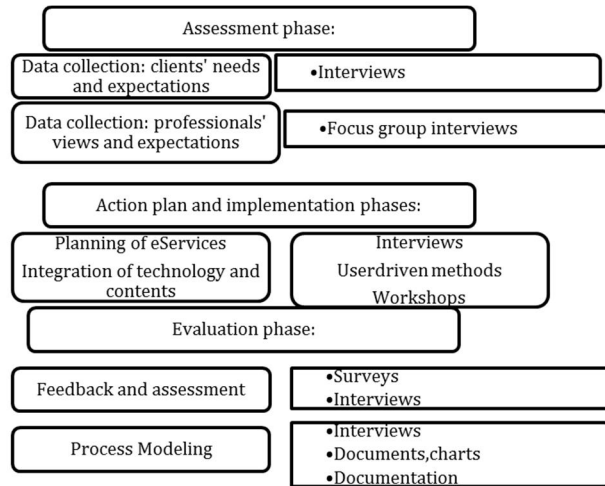 Assessment phase:
Data collection: clients' needs
and expectations
•Interviews
Data collection: professionals'
views and expectations
•Focus group interviews
Action plan and implementation phases:
Planning of eServices
Integration of technology and
contents
Interviews
Userdriven methods
Workshops
Evaluation phase:
Feedback and assessment
•Surveys
•Interviews
Process Modeling
•Interviews
•Documents,charts
•Documentation